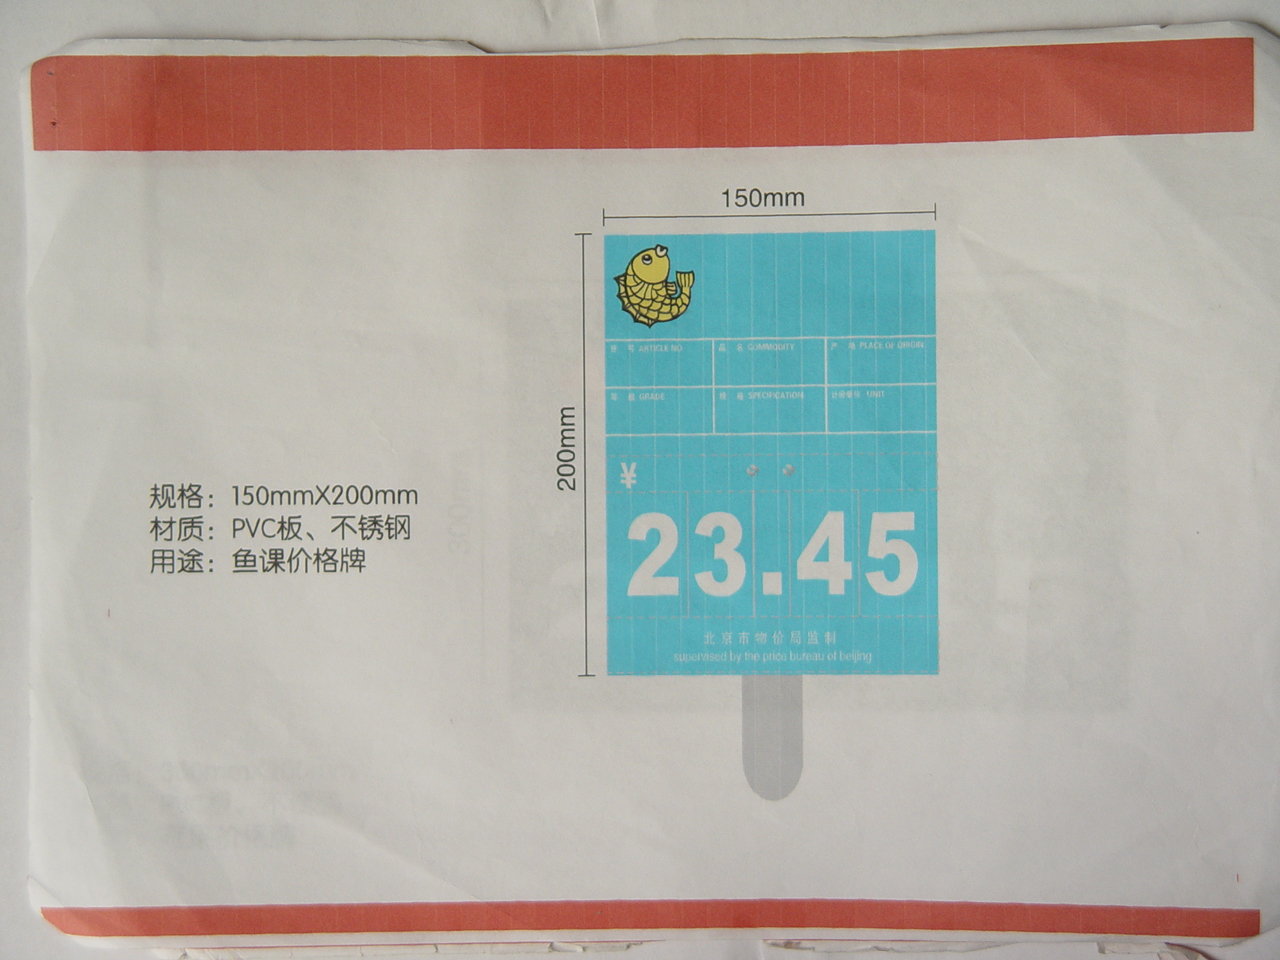 150mm
200mm
货 号 ARTICLE NO
品 名 COMMODITY
产 地 PLACE OF ORIGIN
等 级 GRADE
规 格 SPECIFICATION
计价单位 UNIT
¥
23.45
北京市物价局监制
supervised by the price bureau of beijing
规格：150mmX200mm
材质：PVC板、不锈钢
用途：鱼课价格牌